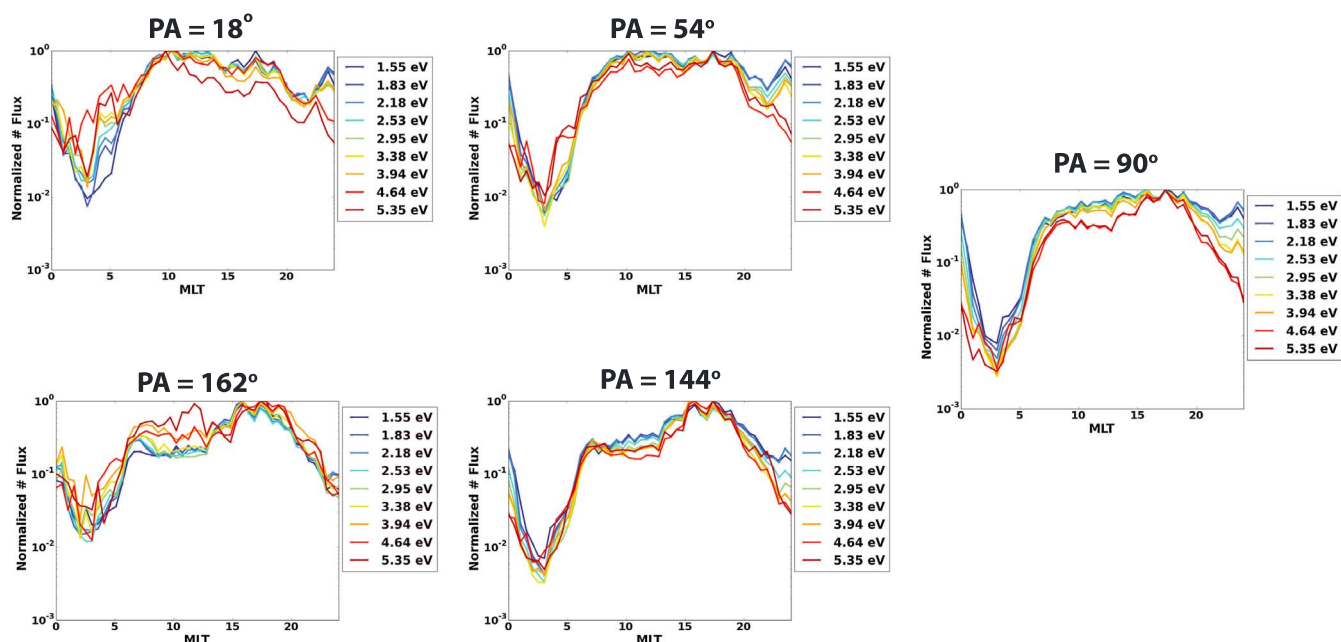 PA = 18°
Normalized # Flux
10⁰
10⁻¹
10⁻²
10⁻³
0 5 10 15 20
MLT
1.55 eV
1.83 eV
2.18 eV
2.53 eV
2.95 eV
3.38 eV
3.94 eV
4.64 eV
5.35 eV
PA = 54°
Normalized # Flux
10⁰
10⁻¹
10⁻²
10⁻³
0 5 10 15 20
MLT
1.55 eV
1.83 eV
2.18 eV
2.53 eV
2.95 eV
3.38 eV
3.94 eV
4.64 eV
5.35 eV
PA = 90°
Normalized # Flux
10⁰
10⁻¹
10⁻²
10⁻³
0 5 10 15 20
MLT
1.55 eV
1.83 eV
2.18 eV
2.53 eV
2.95 eV
3.38 eV
3.94 eV
4.64 eV
5.35 eV
PA = 162°
Normalized # Flux
10⁰
10⁻¹
10⁻²
10⁻³
0 5 10 15 20
MLT
1.55 eV
1.83 eV
2.18 eV
2.53 eV
2.95 eV
3.38 eV
3.94 eV
4.64 eV
5.35 eV
PA = 144°
Normalized # Flux
10⁰
10⁻¹
10⁻²
10⁻³
0 5 10 15 20
MLT
1.55 eV
1.83 eV
2.18 eV
2.53 eV
2.95 eV
3.38 eV
3.94 eV
4.64 eV
5.35 eV